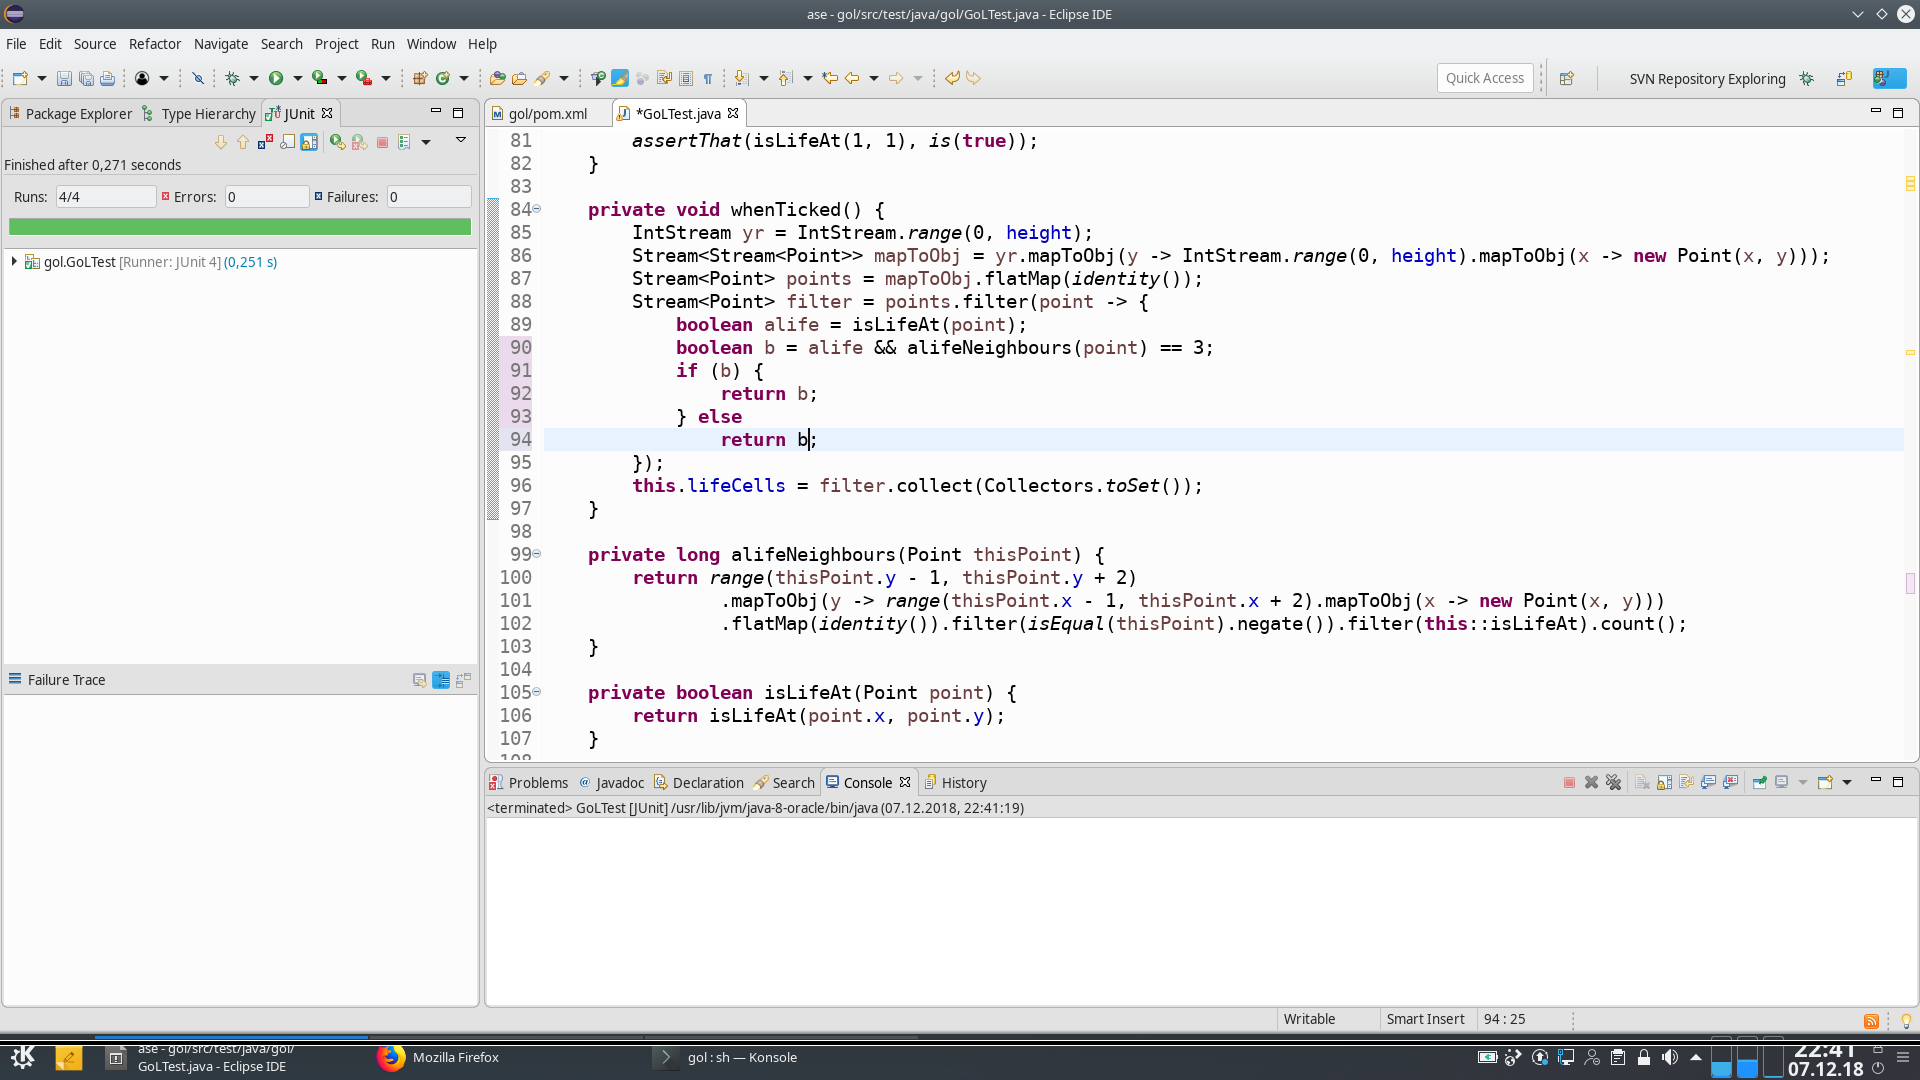 ase - gol/src/test/java/gol/GoLTest.java - Eclipse IDE
File Edit Source Refactor Navigate Search Project Run Window Help
Quick Access
SVN Repository Exploring
Package Explorer Type Hierarchy JUnit
Finished after 0,271 seconds
Runs: 4/4 Errors: 0 Failures: 0
gol.GoLTest [Runner: JUnit 4] (0,251 s)
Failure Trace
gol/pom.xml *GoLTest.java
81 assertThat(isLifeAt(1, 1), is(true));
82 }
83
84 private void whenTicked() {
85 IntStream yr = IntStream.range(0, height);
86 Stream<Stream<Point>> mapToObj = yr.mapToObj(y -> IntStream.range(0, height).mapToObj(x -> new Point(x, y)));
87 Stream<Point> points = mapToObj.flatMap(identity());
88 Stream<Point> filter = points.filter(point -> {
89 boolean alife = isLifeAt(point);
90 boolean b = alife && alifeNeighbours(point) == 3;
91 if (b) {
92 return b;
93 } else
94 return b;
95 });
96 this.lifeCells = filter.collect(Collectors.toSet());
97 }
98
99 private long alifeNeighbours(Point thisPoint) {
100 return range(thisPoint.y - 1, thisPoint.y + 2)
101 .mapToObj(y -> range(thisPoint.x - 1, thisPoint.x + 2).mapToObj(x -> new Point(x, y)))
102 .flatMap(identity()).filter(isEqual(thisPoint).negate()).filter(this::isLifeAt).count();
103 }
104
105 private boolean isLifeAt(Point point) {
106 return isLifeAt(point.x, point.y);
107 }
108
Problems Javadoc Declaration Search Console History
<terminated> GoLTest [JUnit] /usr/lib/jvm/java-8-oracle/bin/java (07.12.2018, 22:41:19)
Writable Smart Insert 94 : 25
ase - gol/src/test/java/gol/
GoLTest.java - Eclipse IDE
Mozilla Firefox
gol : sh — Konsole
22:41
07.12.18